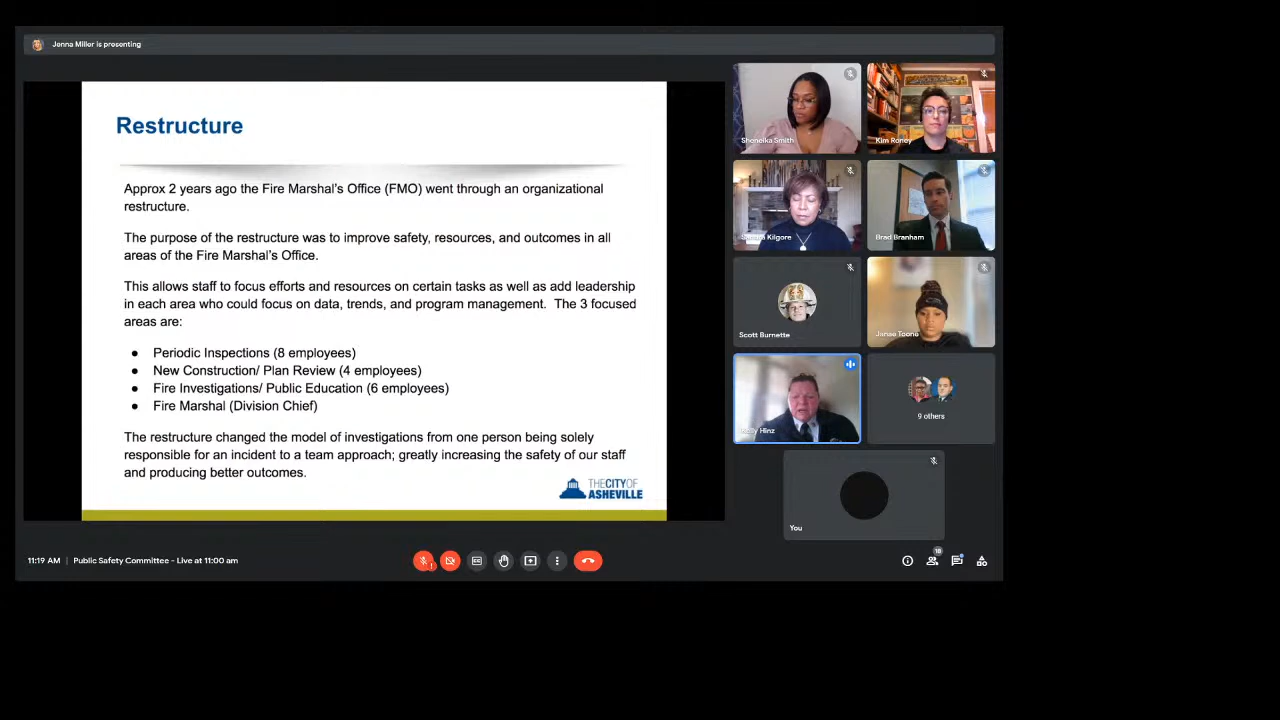 Jenna Miller is presenting
Restructure
Approx 2 years ago the Fire Marshal's Office (FMO) went through an organizational
restructure.
The purpose of the restructure was to improve safety, resources, and outcomes in all
areas of the Fire Marshal's Office.
This allows staff to focus efforts and resources on certain tasks as well as add leadership
in each area who could focus on data, trends, and program management. The 3 focused
areas are:
● Periodic Inspections (8 employees)
● New Construction/ Plan Review (4 employees)
● Fire Investigations/ Public Education (6 employees)
● Fire Marshal (Division Chief)
The restructure changed the model of investigations from one person being solely
responsible for an incident to a team approach; greatly increasing the safety of our staff
and producing better outcomes.
THE CITY OF
ASHEVILLE
Sheneika Smith
Kim Roney
Kilgore
Brad Branham
Scott Burnette
Janae Toono
Kelly Hinz
9 others
You
11:19 AM | Public Safety Committee - Live at 11:00 am
18